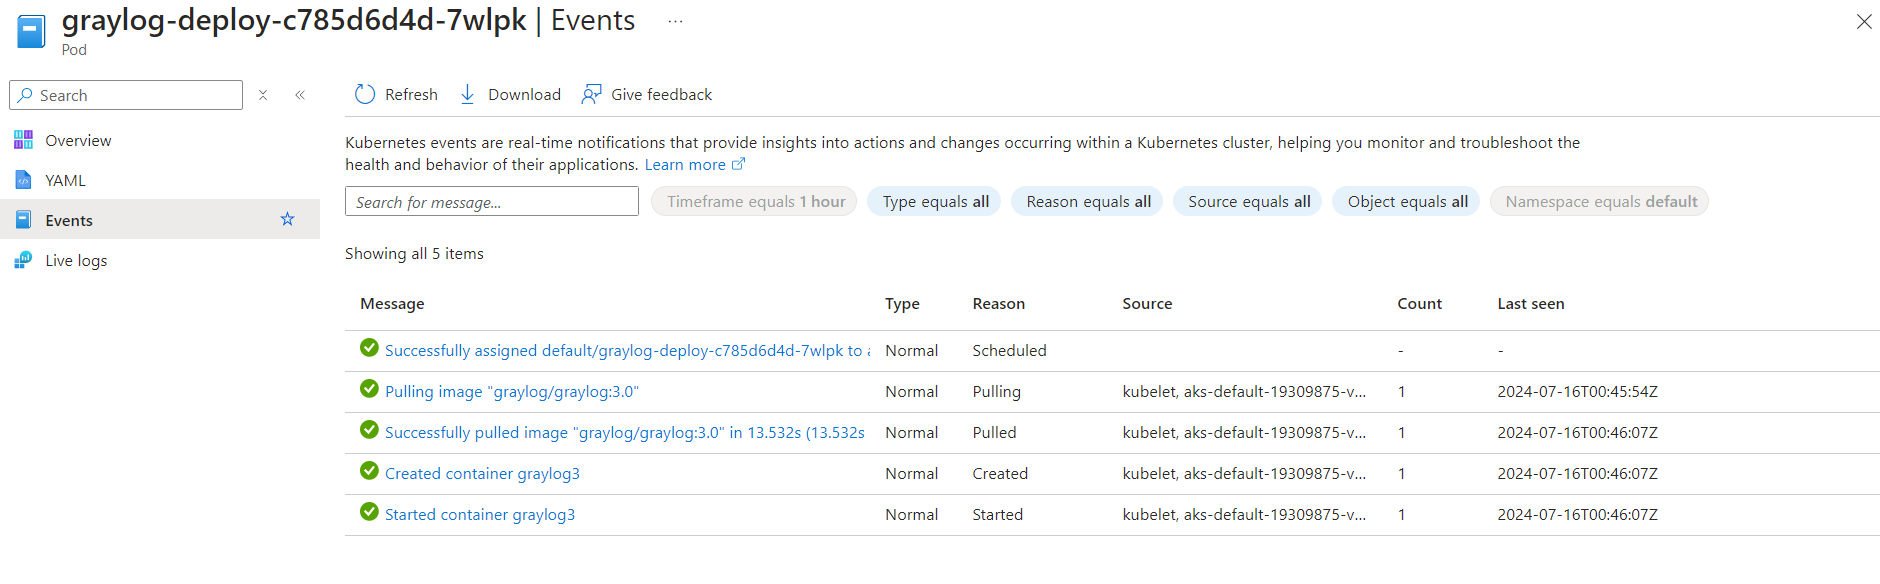 graylog-deploy-c785d6d4d-7wlpk | Events ...
Pod
Search
Refresh Download Give feedback
Overview
YAML
Events
Live logs
Kubernetes events are real-time notifications that provide insights into actions and changes occurring within a Kubernetes cluster, helping you monitor and troubleshoot the
health and behavior of their applications. Learn more
Search for message... Timeframe equals 1 hour Type equals all Reason equals all Source equals all Object equals all Namespace equals default
Showing all 5 items
Message Type Reason Source Count Last seen
Successfully assigned default/graylog-deploy-c785d6d4d-7wlpk to a Normal Scheduled - -
Pulling image "graylog/graylog:3.0" Normal Pulling kubelet, aks-default-19309875-v... 1 2024-07-16T00:45:54Z
Successfully pulled image "graylog/graylog:3.0" in 13.532s (13.532s Normal Pulled kubelet, aks-default-19309875-v... 1 2024-07-16T00:46:07Z
Created container graylog3 Normal Created kubelet, aks-default-19309875-v... 1 2024-07-16T00:46:07Z
Started container graylog3 Normal Started kubelet, aks-default-19309875-v... 1 2024-07-16T00:46:07Z